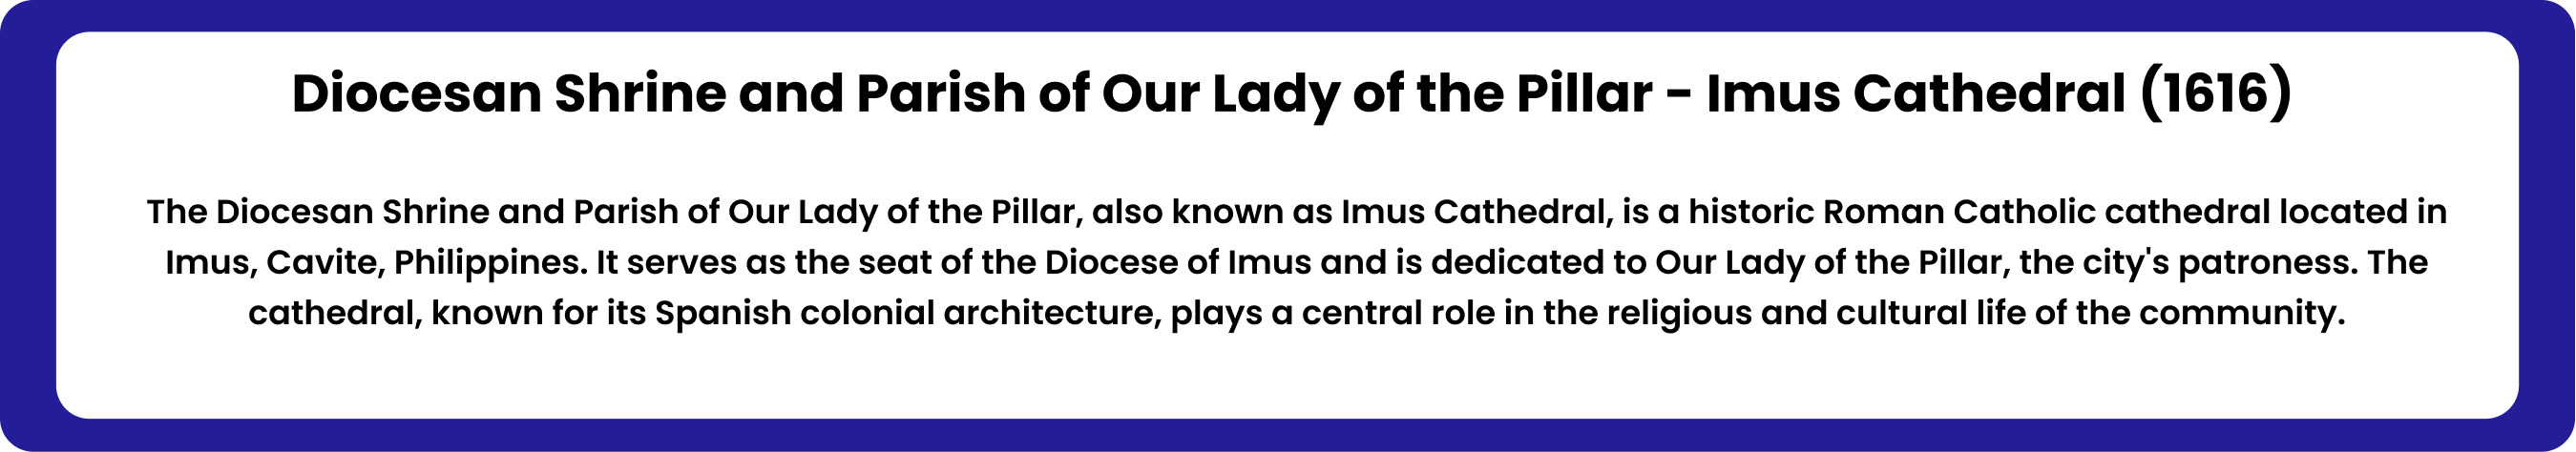 Diocesan Shrine and Parish of Our Lady of the Pillar - Imus Cathedral (1616)
The Diocesan Shrine and Parish of Our Lady of the Pillar, also known as Imus Cathedral, is a historic Roman Catholic cathedral located in
Imus, Cavite, Philippines. It serves as the seat of the Diocese of Imus and is dedicated to Our Lady of the Pillar, the city's patroness. The
cathedral, known for its Spanish colonial architecture, plays a central role in the religious and cultural life of the community.